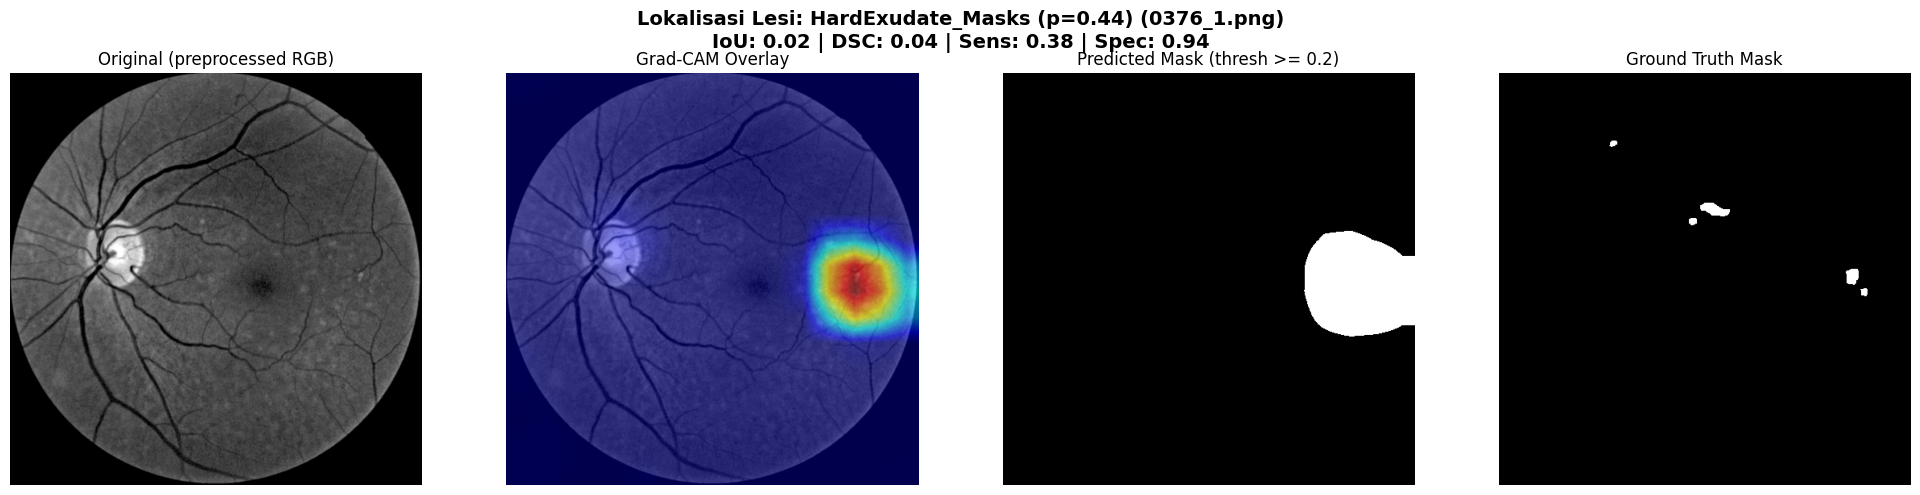 Lokalisasi Lesi: HardExudate_Masks (p=0.44) (0376_1.png)
IoU: 0.02 | DSC: 0.04 | Sens: 0.38 | Spec: 0.94
Original (preprocessed RGB)
Grad-CAM Overlay
Predicted Mask (thresh >= 0.2)
Ground Truth Mask